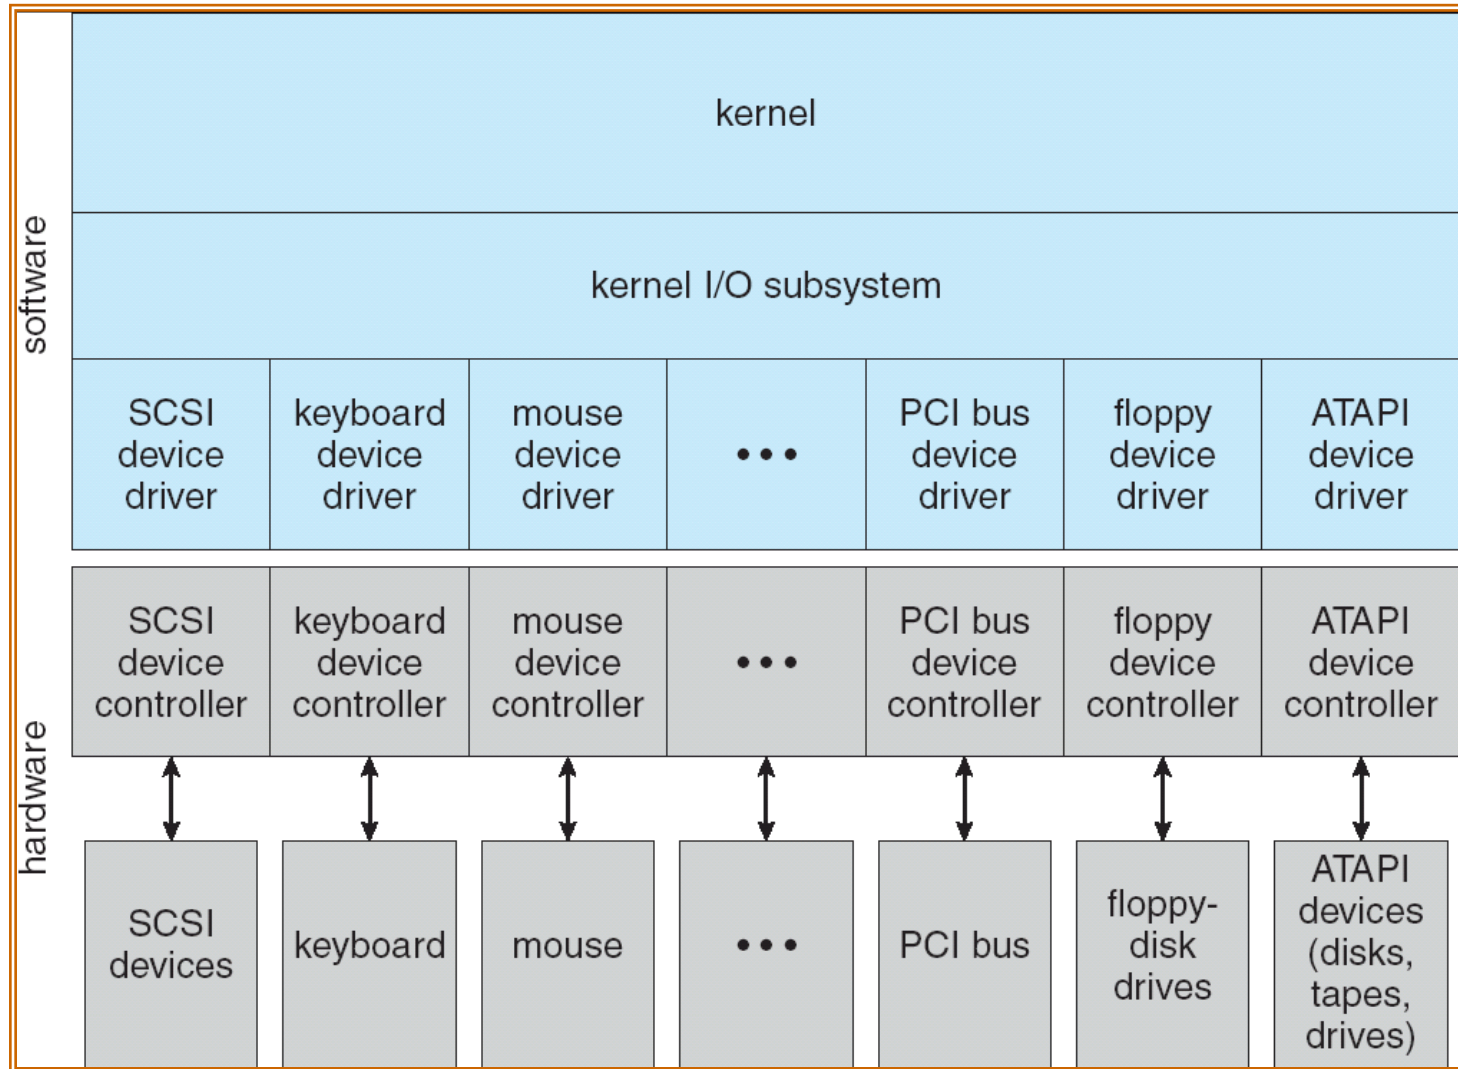 kernel
software
kernel I/O subsystem
SCSI
device
driver
keyboard
device
driver
mouse
device
driver
•••
PCI bus
device
driver
floppy
device
driver
ATAPI
device
driver
hardware
SCSI
device
controller
keyboard
device
controller
mouse
device
controller
•••
PCI bus
device
controller
floppy
device
controller
ATAPI
device
controller
SCSI
devices
keyboard
mouse
•••
PCI bus
floppy-
disk
drives
ATAPI
devices
(disks,
tapes,
drives)